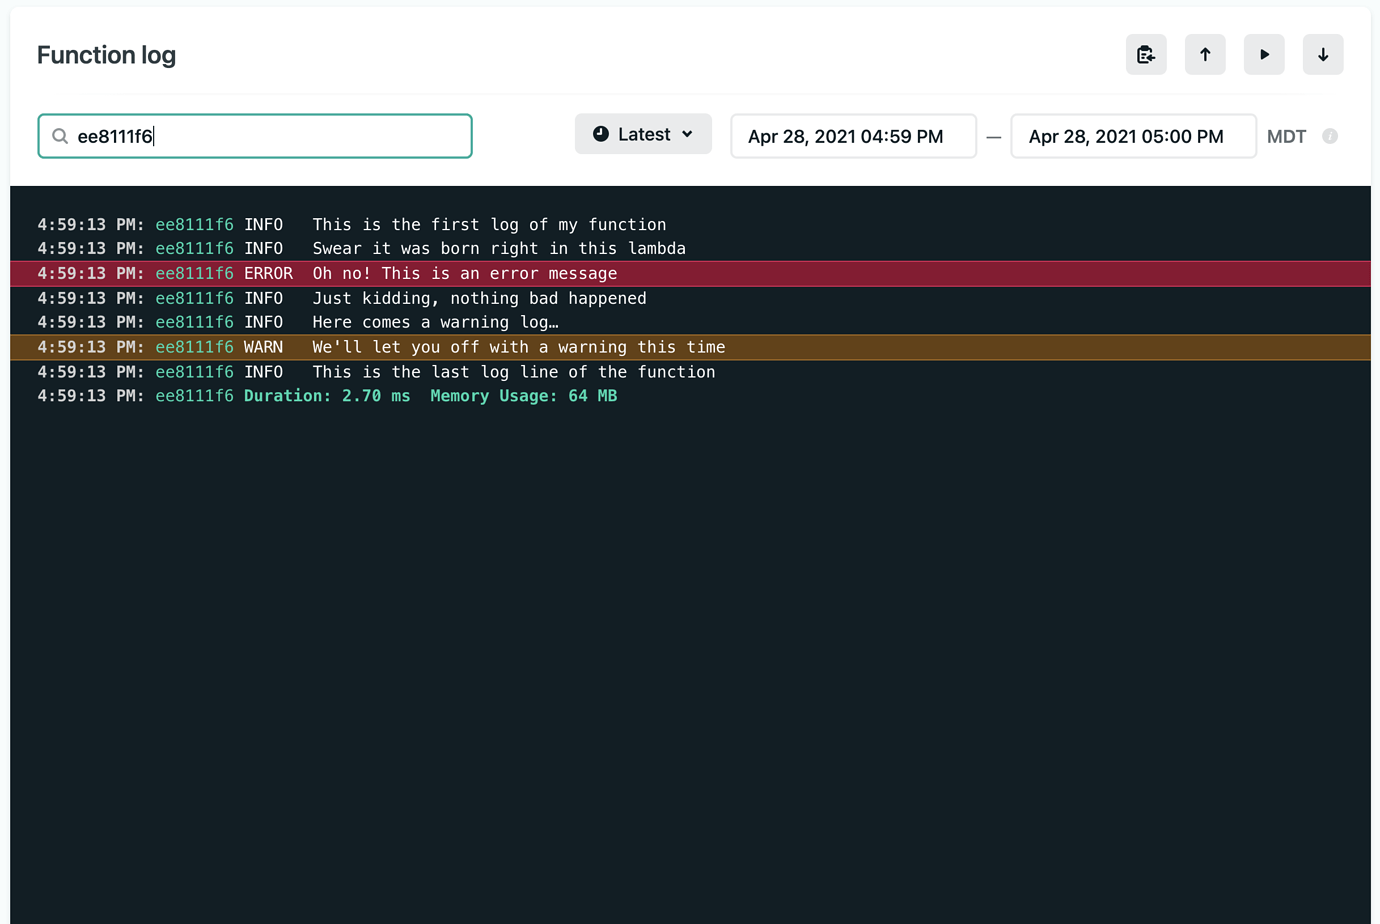 Function log
ee8111f6
Latest
Apr 28, 2021 04:59 PM — Apr 28, 2021 05:00 PM MDT
4:59:13 PM: ee8111f6 INFO This is the first log of my function
4:59:13 PM: ee8111f6 INFO Swear it was born right in this lambda
4:59:13 PM: ee8111f6 ERROR Oh no! This is an error message
4:59:13 PM: ee8111f6 INFO Just kidding, nothing bad happened
4:59:13 PM: ee8111f6 INFO Here comes a warning log…
4:59:13 PM: ee8111f6 WARN We'll let you off with a warning this time
4:59:13 PM: ee8111f6 INFO This is the last log line of the function
4:59:13 PM: ee8111f6 Duration: 2.70 ms Memory Usage: 64 MB